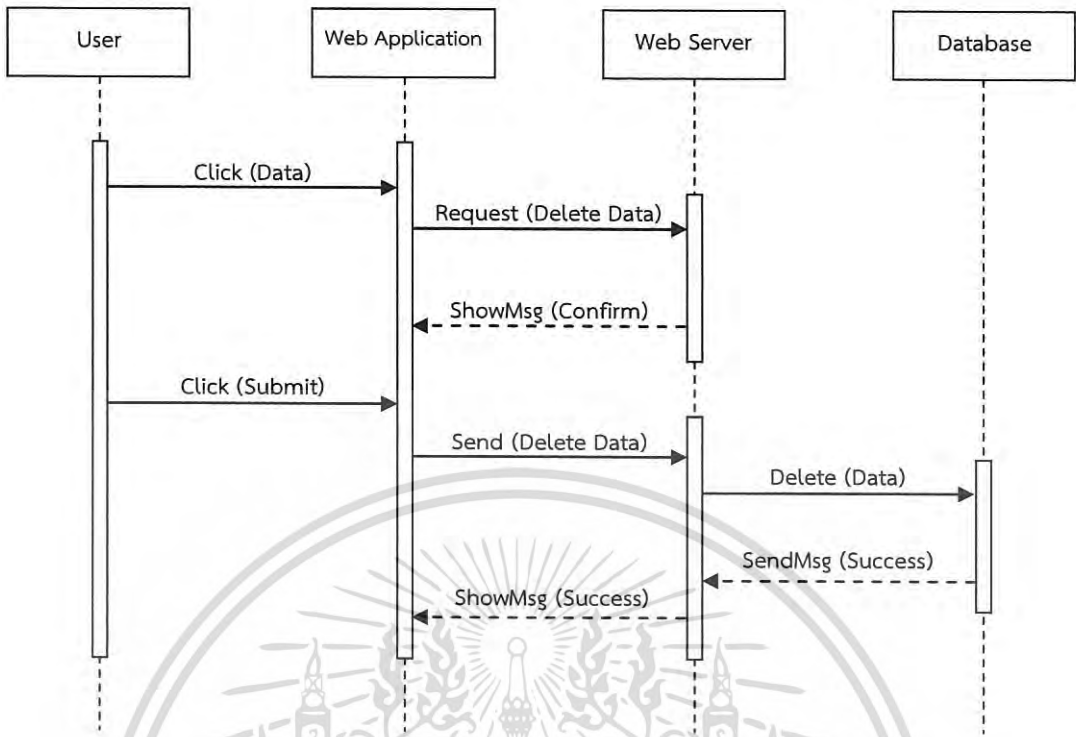 User
Web Application
Web Server
Database
Click (Data)
Request (Delete Data)
ShowMsg (Confirm)
Click (Submit)
Send (Delete Data)
Delete (Data)
SendMsg (Success)
ShowMsg (Success)